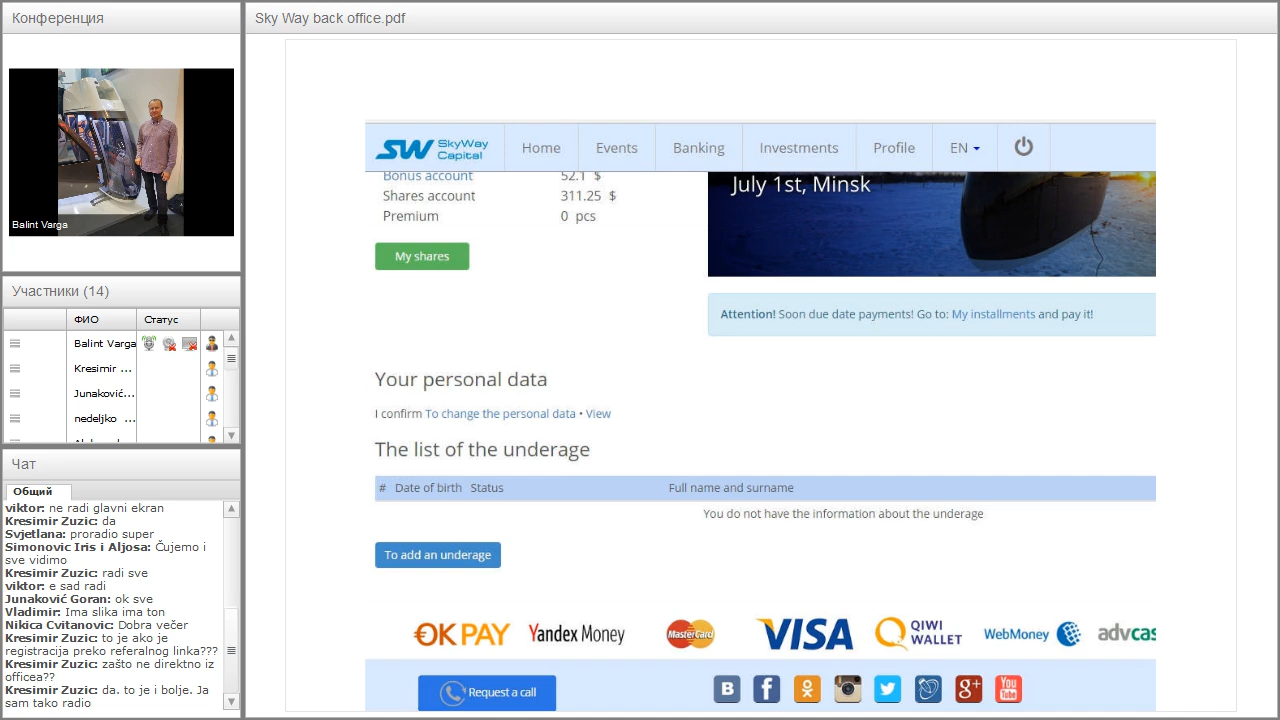 Конференция
Balint Varga
Участники (14)
ФИО Статус
Balint Varga
Kresimir ...
Junaković...
nedeljko ...
Чат
Общий
viktor: ne radi glavni ekran
Kresimir Zuzic: da
Svjetlana: proradio super
Simonovic Iris i Aljosa: Čujemo i
sve vidimo
Kresimir Zuzic: radi sve
viktor: e sad radi
Junaković Goran: ok sve
Vladimir: Ima slika ima ton
Nikica Cvitanovic: Dobra večer
Kresimir Zuzic: to je ako je
registracija preko referalnog linka???
Kresimir Zuzic: zašto ne direktno iz
officea??
Kresimir Zuzic: da. to je i bolje. Ja
sam tako radio
Sky Way back office.pdf
SW SkyWay Capital
Home Events Banking Investments Profile EN
Bonus account 52.1 $
Shares account 311.25 $
Premium 0 pcs
My shares
July 1st, Minsk
Attention! Soon due date payments! Go to: My installments and pay it!
Your personal data
I confirm To change the personal data • View
The list of the underage
# Date of birth Status Full name and surname
You do not have the information about the underage
To add an underage
OKPAY Yandex Money MasterCard VISA QIWI WALLET WebMoney advcas
Request a call
B f g+ You Tube